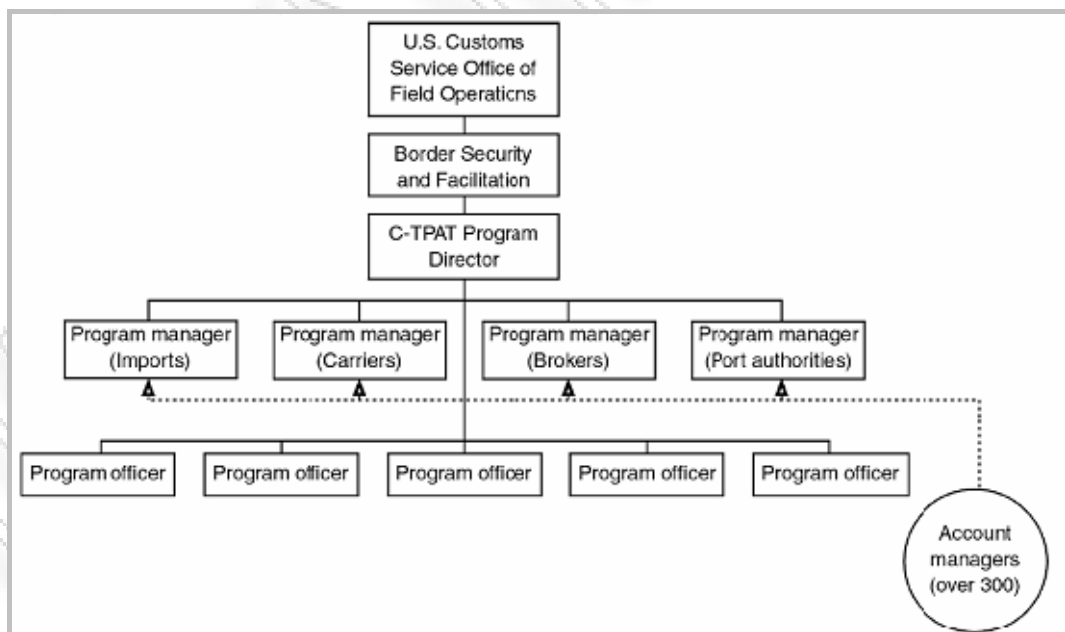 U.S. Customs
Service Office of
Field Operations
Border Security
and Facilitation
C-TPAT Program
Director
Program manager
(Imports)
Program manager
(Carriers)
Program manager
(Brokers)
Program manager
(Port authorities)
Program officer
Program officer
Program officer
Program officer
Program officer
Account
managers
(over 300)